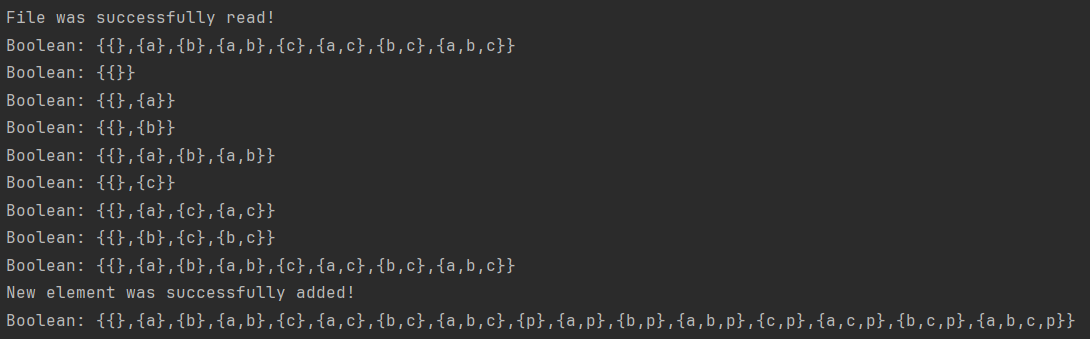 File was successfully read!
Boolean: {{},{a},{b},{a,b},{c},{a,c},{b,c},{a,b,c}}
Boolean: {{}}
Boolean: {{},{a}}
Boolean: {{},{b}}
Boolean: {{},{a},{b},{a,b}}
Boolean: {{},{c}}
Boolean: {{},{a},{c},{a,c}}
Boolean: {{},{b},{c},{b,c}}
Boolean: {{},{a},{b},{a,b},{c},{a,c},{b,c},{a,b,c}}
New element was successfully added!
Boolean: {{},{a},{b},{a,b},{c},{a,c},{b,c},{a,b,c},{p},{a,p},{b,p},{a,b,p},{c,p},{a,c,p},{b,c,p},{a,b,c,p}}